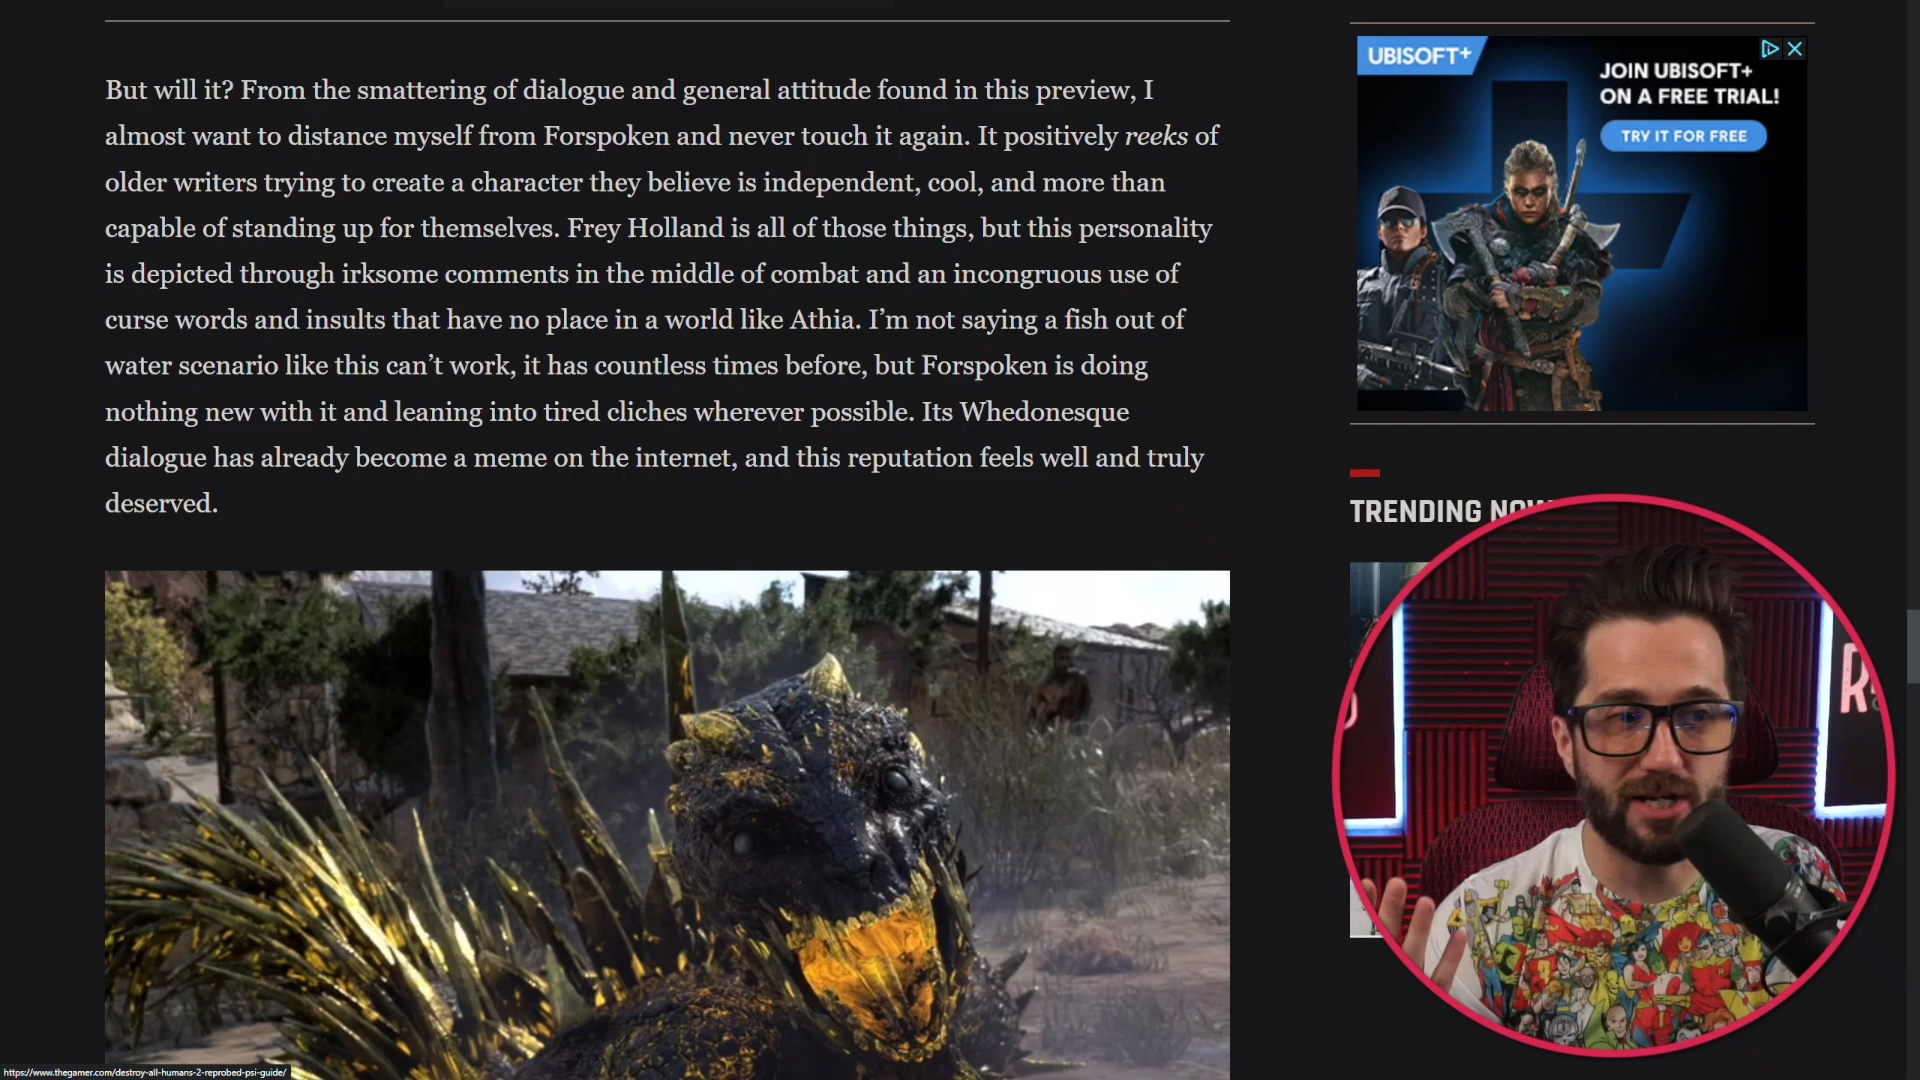 But will it? From the smattering of dialogue and general attitude found in this preview, I
almost want to distance myself from Forspoken and never touch it again. It positively reeks of
older writers trying to create a character they believe is independent, cool, and more than
capable of standing up for themselves. Frey Holland is all of those things, but this personality
is depicted through irksome comments in the middle of combat and an incongruous use of
curse words and insults that have no place in a world like Athia. I’m not saying a fish out of
water scenario like this can’t work, it has countless times before, but Forspoken is doing
nothing new with it and leaning into tired cliches wherever possible. Its Whedonesque
dialogue has already become a meme on the internet, and this reputation feels well and truly
deserved.
UBISOFT+
JOIN UBISOFT+
ON A FREE TRIAL!
TRY IT FOR FREE
TRENDING NOW
https://www.thegamer.com/destroy-all-humans-2-reprobed-psi-guide/